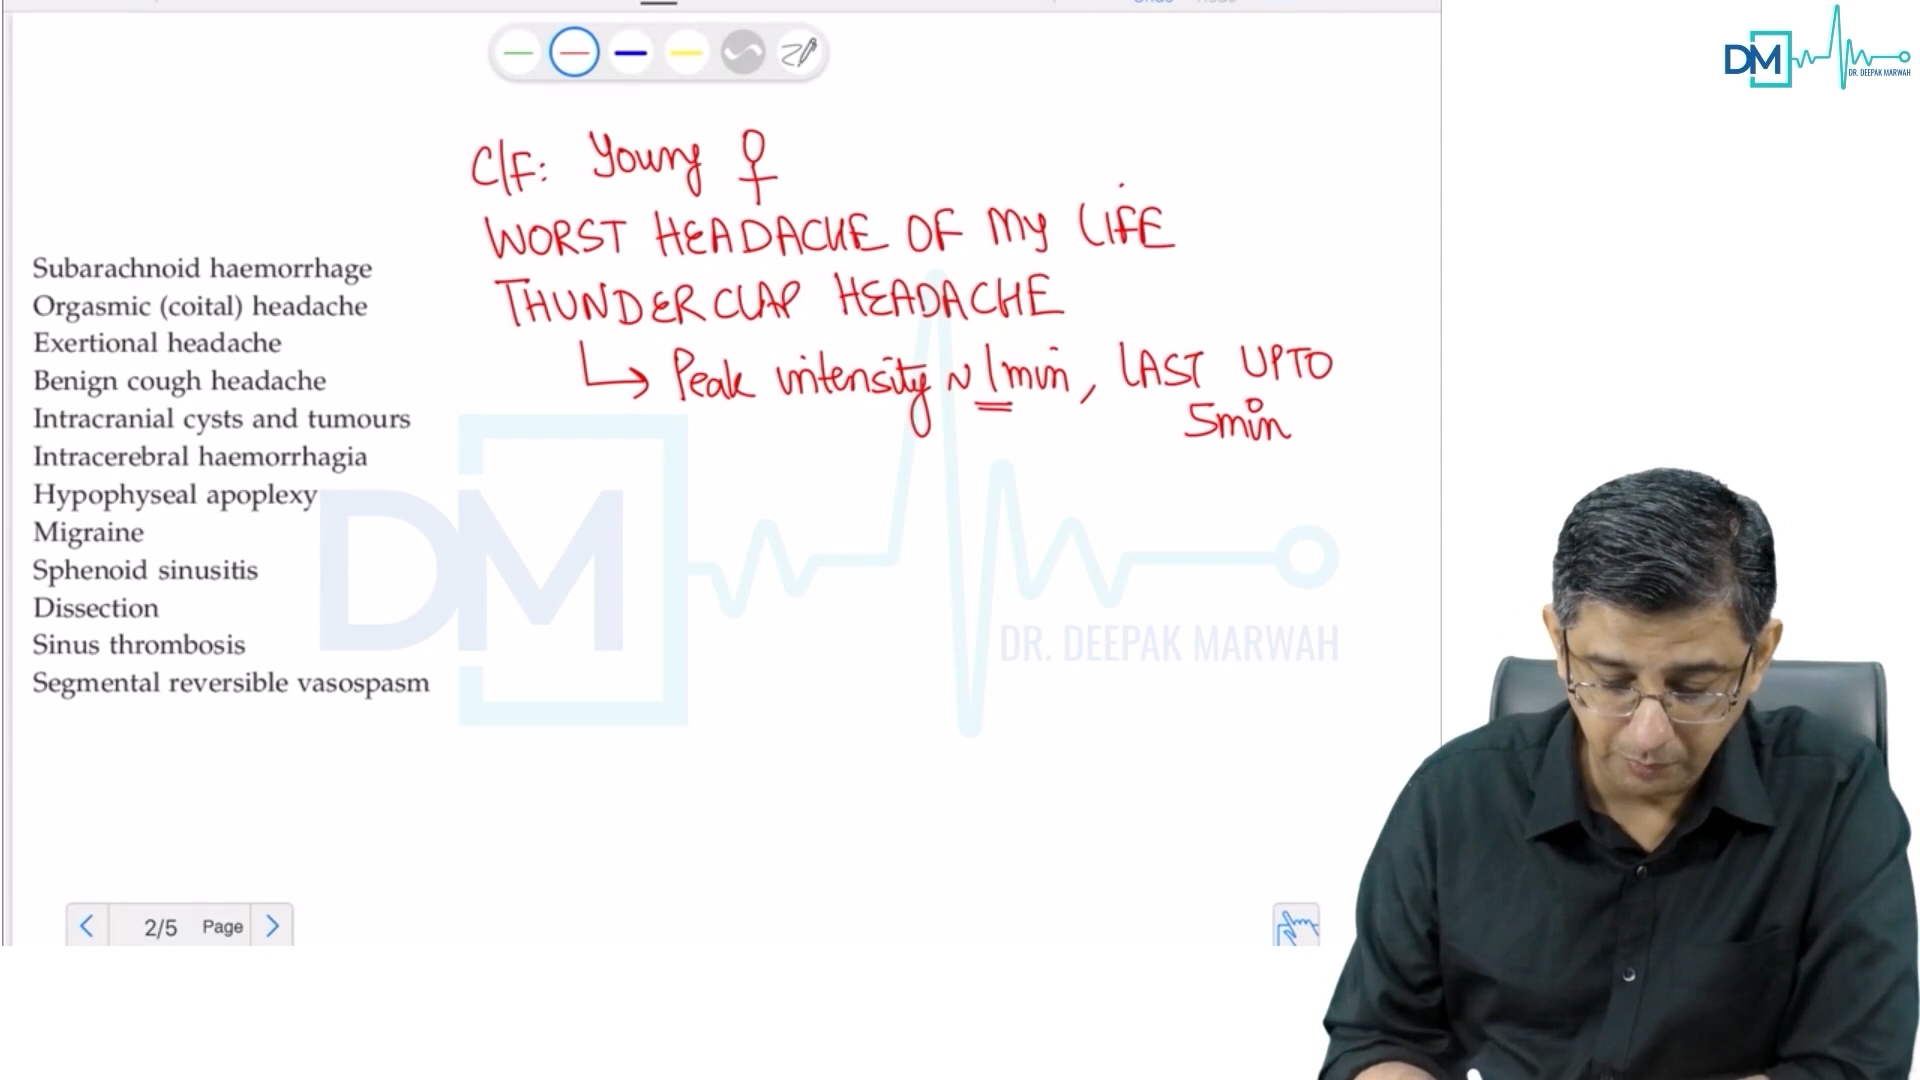 DM
DR. DEEPAK MARWAH
C/F: Young ♀
WORST HEADACHE OF MY LIFE
THUNDERCLAP HEADACHE
↳ Peak intensity ~ 1min, LAST UPTO
5min
Subarachnoid haemorrhage
Orgasmic (coital) headache
Exertional headache
Benign cough headache
Intracranial cysts and tumours
Intracerebral haemorrhagia
Hypophyseal apoplexy
Migraine
Sphenoid sinusitis
Dissection
Sinus thrombosis
Segmental reversible vasospasm
DM
DR. DEEPAK MARWAH
2/5 Page